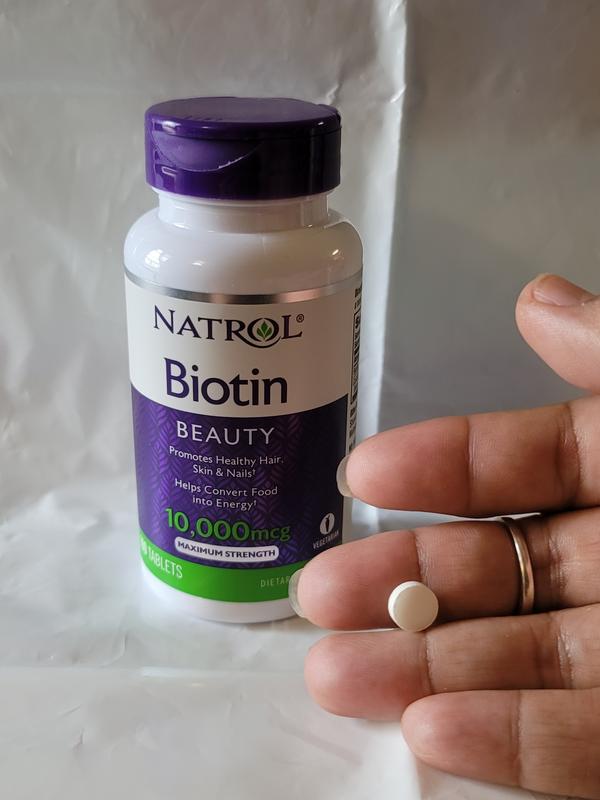 NATROL®
Biotin
BEAUTY
Promotes Healthy Hair,
Skin & Nails†
Helps Convert Food
into Energy†
10,000mcg
MAXIMUM STRENGTH
VEGETARIAN
TABLETS